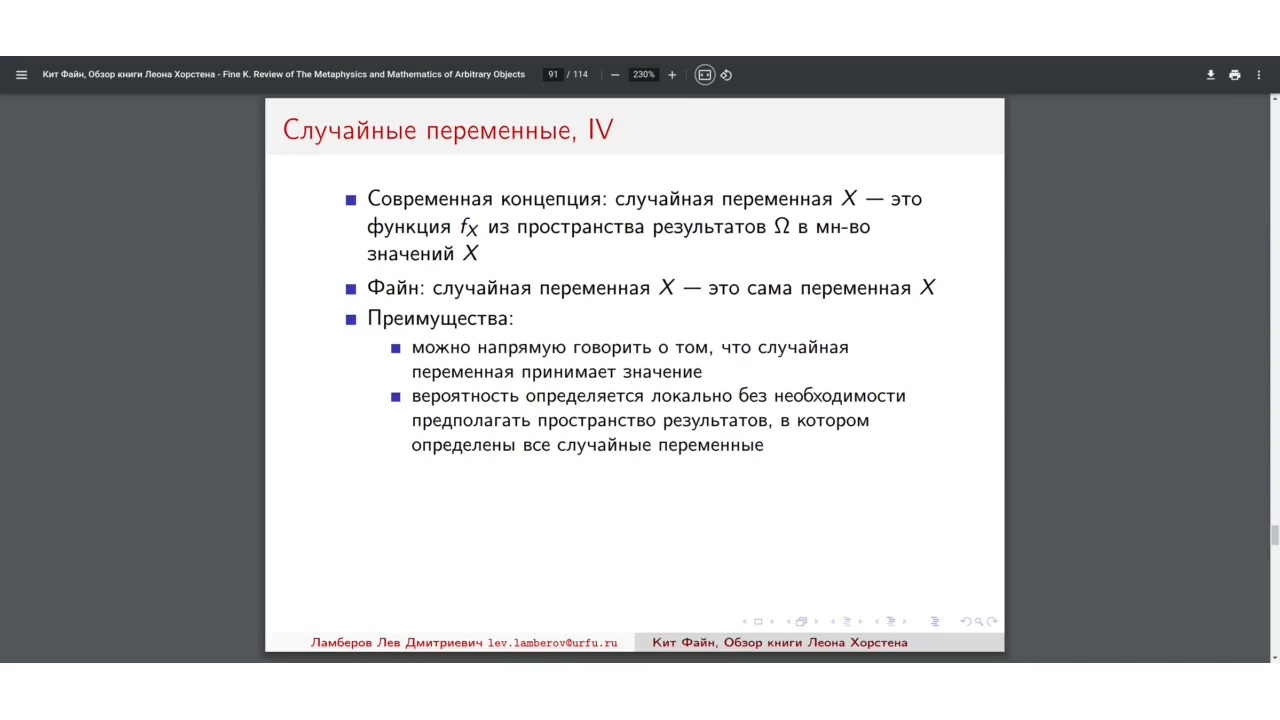 Кит Файн, Обзор книги Леона Хорстена - Fine K. Review of The Metaphysics and Mathematics of Arbitrary Objects 91 / 114 230%
Случайные переменные, IV
Современная концепция: случайная переменная X — это
функция fX из пространства результатов Ω в мн-во
значений X
Файн: случайная переменная X — это сама переменная X
Преимущества:
можно напрямую говорить о том, что случайная
переменная принимает значение
вероятность определяется локально без необходимости
предполагать пространство результатов, в котором
определены все случайные переменные
Ламберов Лев Дмитриевич lev.lamberov@urfu.ru Кит Файн, Обзор книги Леона Хорстена